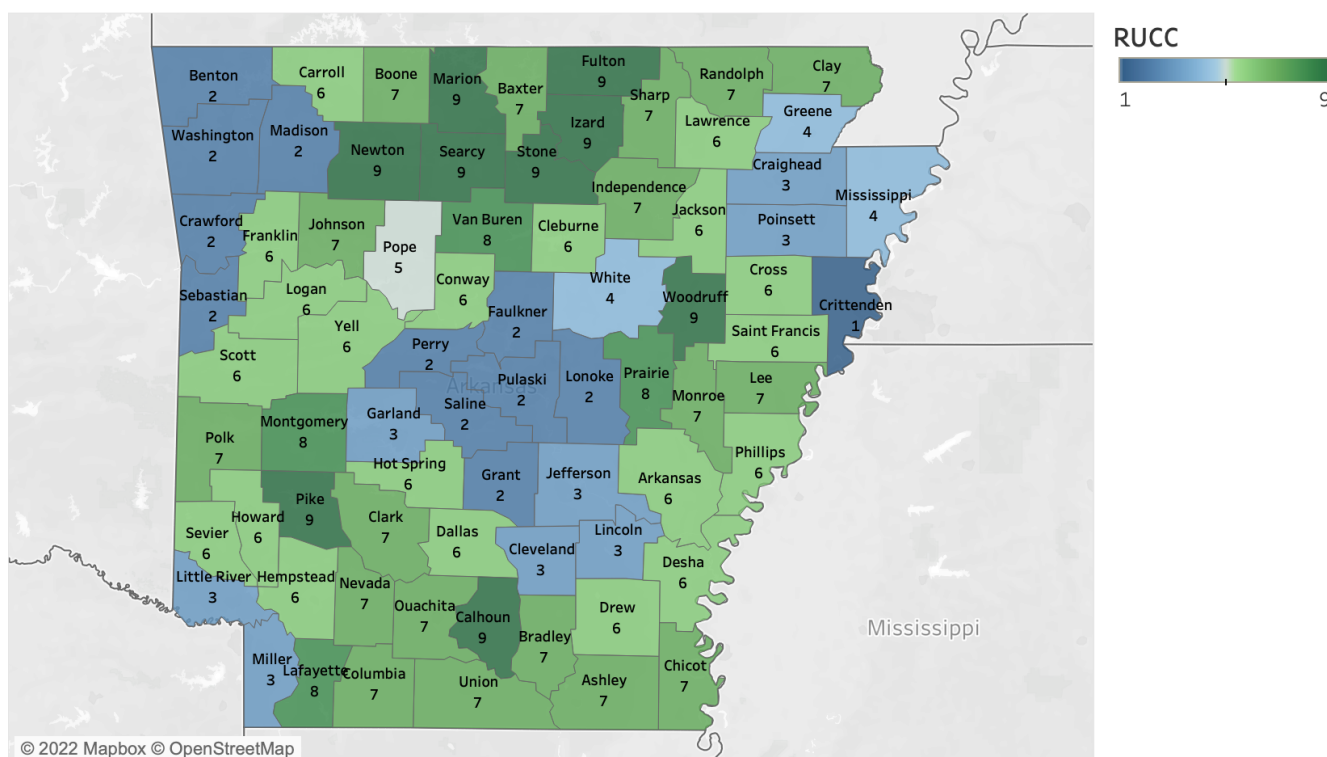 RUCC
1
9
Benton
2
Carroll
6
Boone
7
Marion
9
Baxter
7
Fulton
9
Sharp
7
Randolph
7
Clay
7
Greene
4
Washington
2
Madison
2
Newton
9
Searcy
9
Stone
9
Izard
9
Lawrence
6
Craighead
3
Mississippi
4
Independence
7
Jackson
6
Poinsett
3
Crawford
2
Franklin
6
Johnson
7
Pope
5
Van Buren
8
Cleburne
6
White
4
Woodruff
9
Cross
6
Crittenden
1
Sebastian
2
Logan
6
Conway
6
Faulkner
2
Yell
6
Saint Francis
6
Scott
6
Perry
2
Arkansas
Pulaski
2
Lonoke
2
Prairie
8
Monroe
7
Lee
7
Saline
2
Garland
3
Montgomery
8
Polk
7
Phillips
6
Hot Spring
6
Grant
2
Jefferson
3
Arkansas
6
Pike
9
Howard
6
Sevier
6
Clark
7
Dallas
6
Cleveland
3
Lincoln
3
Desha
6
Little River
3
Hempstead
6
Nevada
7
Ouachita
7
Calhoun
9
Bradley
7
Drew
6
Mississippi
Miller
3
Lafayette
8
Columbia
7
Union
7
Ashley
7
Chicot
7
© 2022 Mapbox © OpenStreetMap